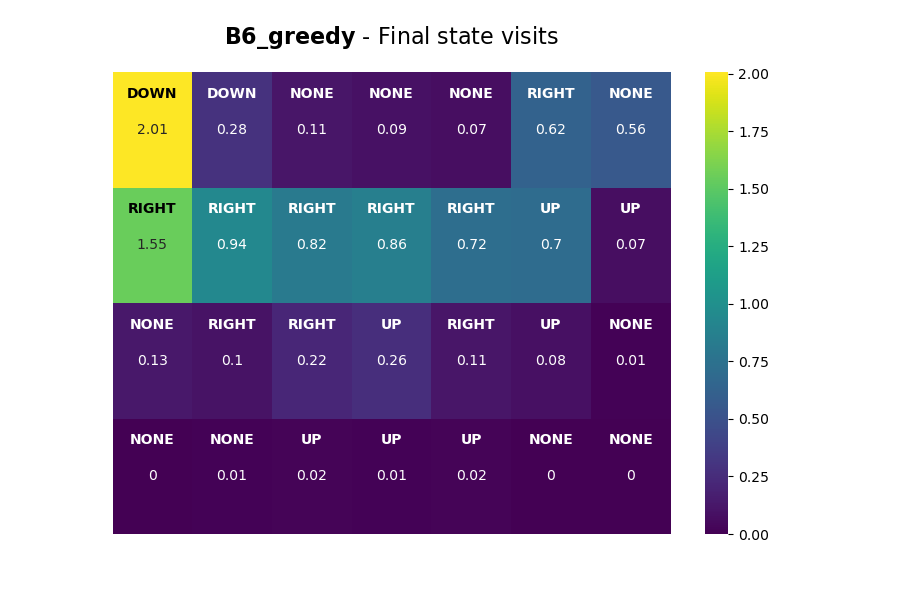 B6_greedy - Final state visits
DOWN DOWN NONE NONE NONE RIGHT NONE
2.01 0.28 0.11 0.09 0.07 0.62 0.56
RIGHT RIGHT RIGHT RIGHT RIGHT UP UP
1.55 0.94 0.82 0.86 0.72 0.7 0.07
NONE RIGHT RIGHT UP RIGHT UP NONE
0.13 0.1 0.22 0.26 0.11 0.08 0.01
NONE NONE UP UP UP NONE NONE
0 0.01 0.02 0.01 0.02 0 0
2.00
1.75
1.50
1.25
1.00
0.75
0.50
0.25
0.00